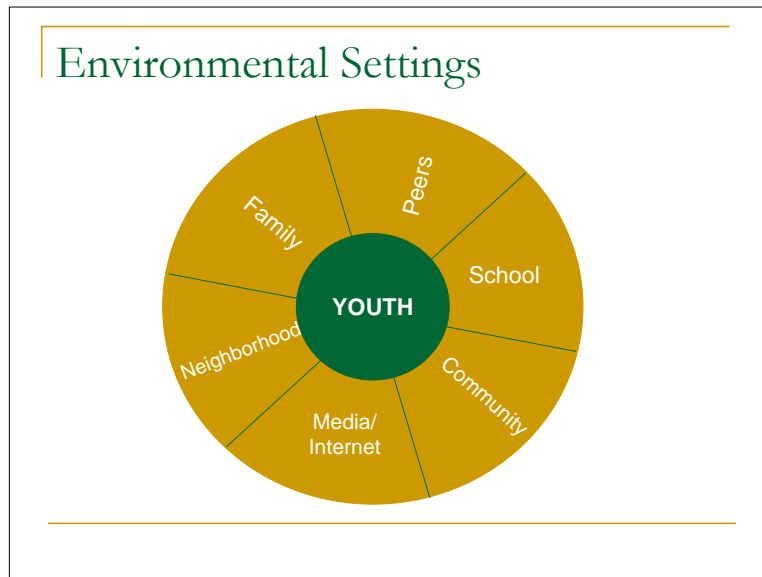 Environmental Settings
Peers
Family
School
YOUTH
Neighborhood
Community
Media/
Internet